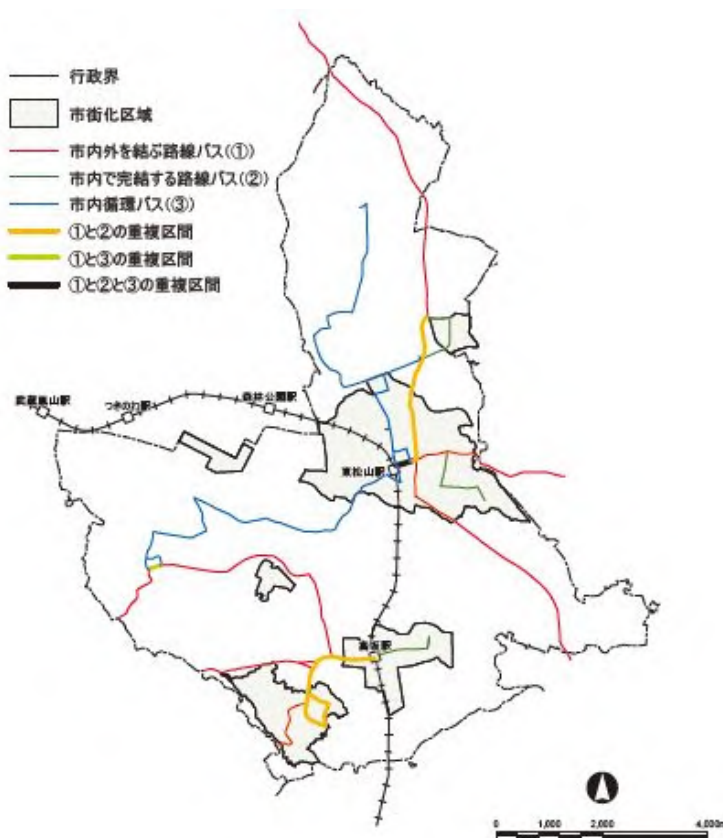 行政界
市街化区域
市内外を結ぶ路線バス(①)
市内で完結する路線バス(②)
市内循環バス(③)
①と②の重複区間
①と③の重複区間
①と②と③の重複区間
武蔵嵐山駅
つきのわ駅
森林公園駅
東松山駅
高坂駅
0 1,000 2,000 4,000m